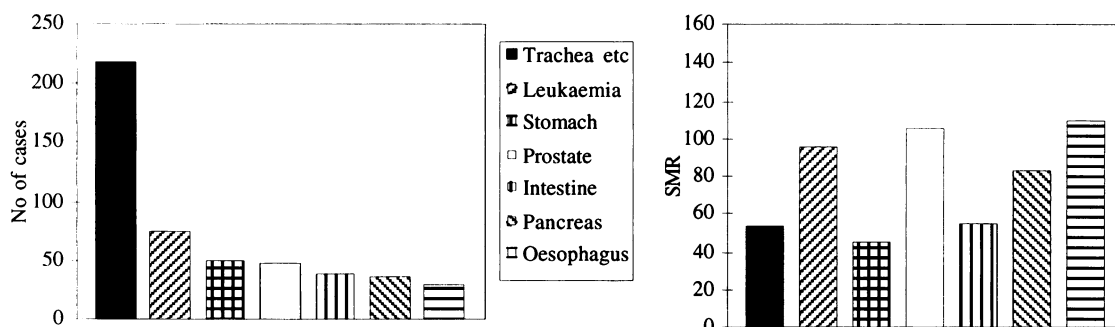 250
200
150
100
50
0
No of cases
Trachea etc
Leukaemia
Stomach
Prostate
Intestine
Pancreas
Oesophagus
160
140
120
100
80
60
40
20
0
SMR